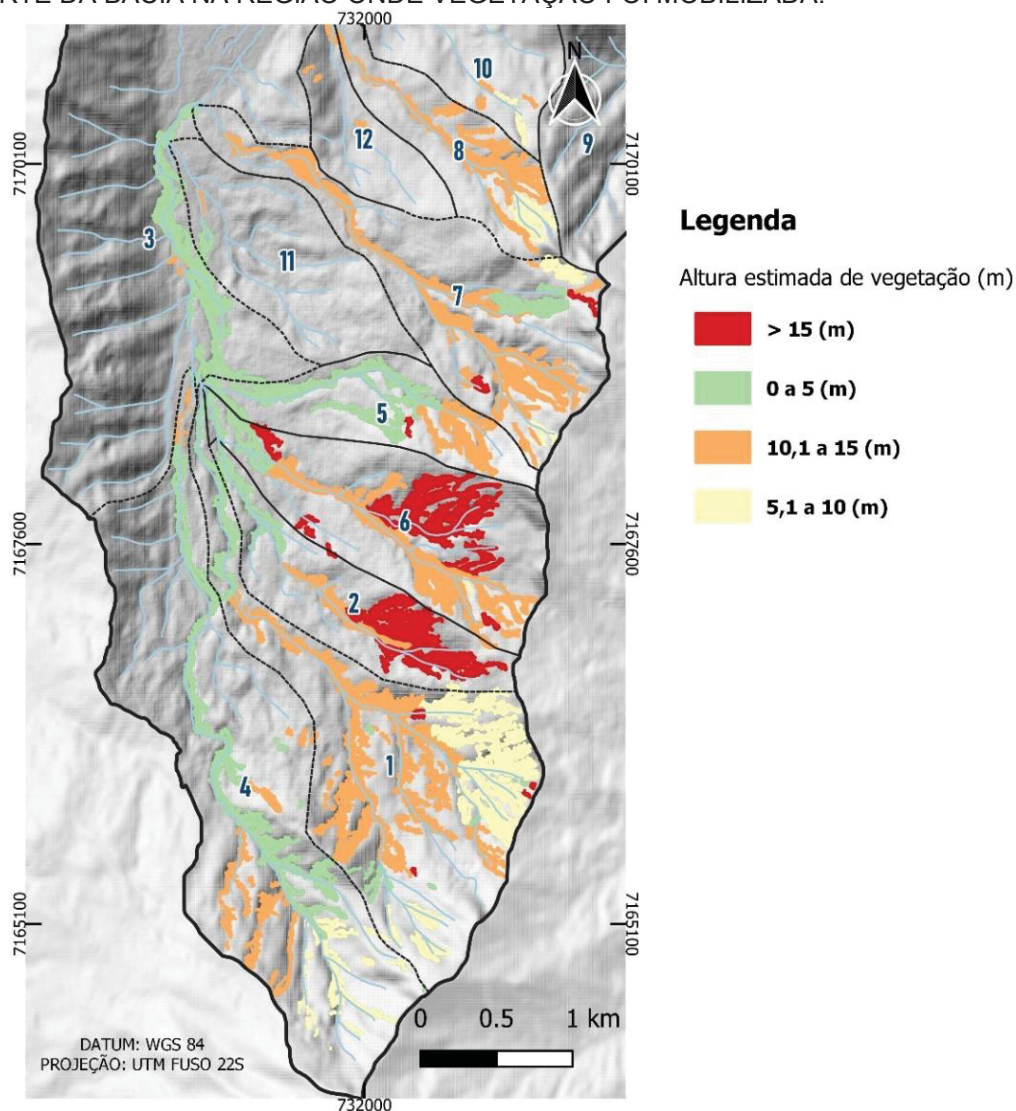 732000
N
10
12
8
9
7170100
7170100
3
11
7
5
6
7167600
7167600
2
1
4
7165100
7165100
0 0.5 1 km
DATUM: WGS 84
PROJEÇÃO: UTM FUSO 22S
732000
Legenda
Altura estimada de vegetação (m)
> 15 (m)
0 a 5 (m)
10,1 a 15 (m)
5,1 a 10 (m)